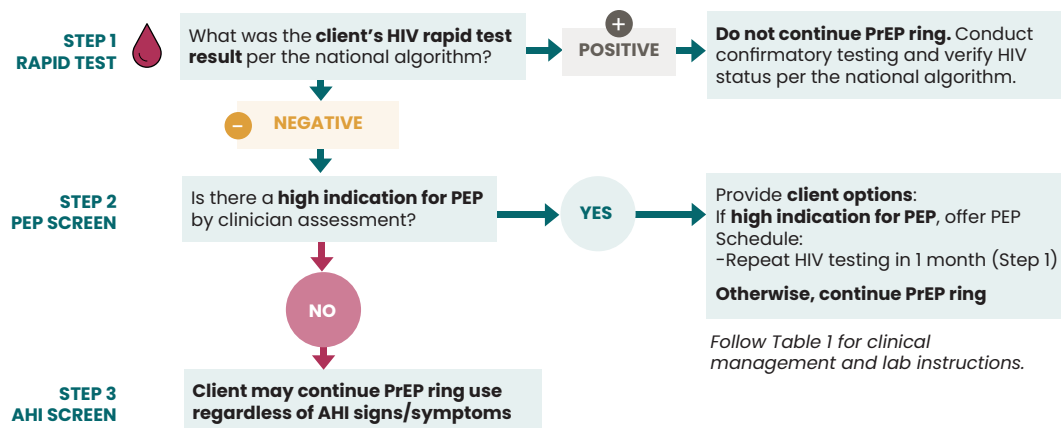 STEP 1
RAPID TEST
What was the client's HIV rapid test
result per the national algorithm?
+
POSITIVE
Do not continue PrEP ring. Conduct
confirmatory testing and verify HIV
status per the national algorithm.
–
NEGATIVE
STEP 2
PEP SCREEN
Is there a high indication for PEP
by clinician assessment?
YES
Provide client options:
If high indication for PEP, offer PEP
Schedule:
-Repeat HIV testing in 1 month (Step 1)
Otherwise, continue PrEP ring
NO
Follow Table 1 for clinical
management and lab instructions.
STEP 3
AHI SCREEN
Client may continue PrEP ring use
regardless of AHI signs/symptoms